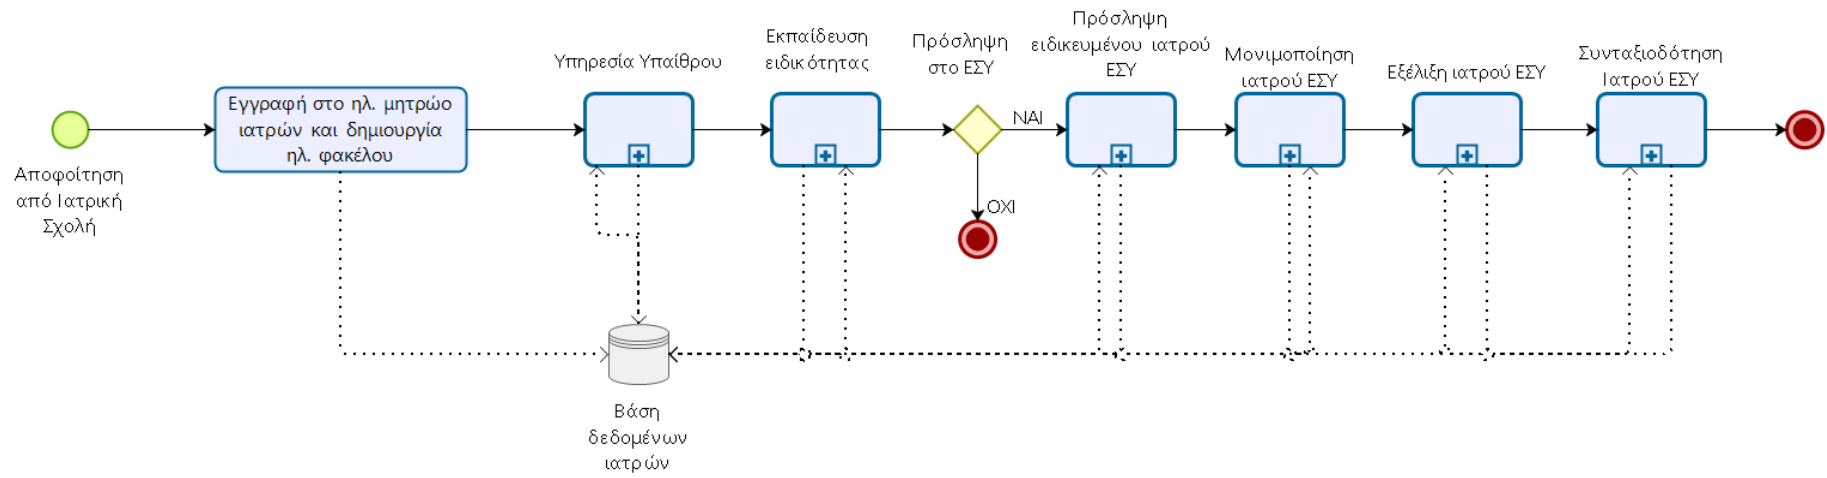 Αποφοίτηση
από Ιατρική
Σχολή
Εγγραφή στο ηλ. μητρώο
ιατρών και δημιουργία
ηλ. φακέλου
Υπηρεσία Υπαίθρου
Εκπαίδευση
ειδικότητας
Πρόσληψη
στο ΕΣΥ
ΝΑΙ
ΟΧΙ
Πρόσληψη
ειδικευμένου ιατρού
ΕΣΥ
Μονιμοποίηση
ιατρού ΕΣΥ
Εξέλιξη ιατρού ΕΣΥ
Συνταξιοδότηση
Ιατρού ΕΣΥ
Βάση
δεδομένων
ιατρών